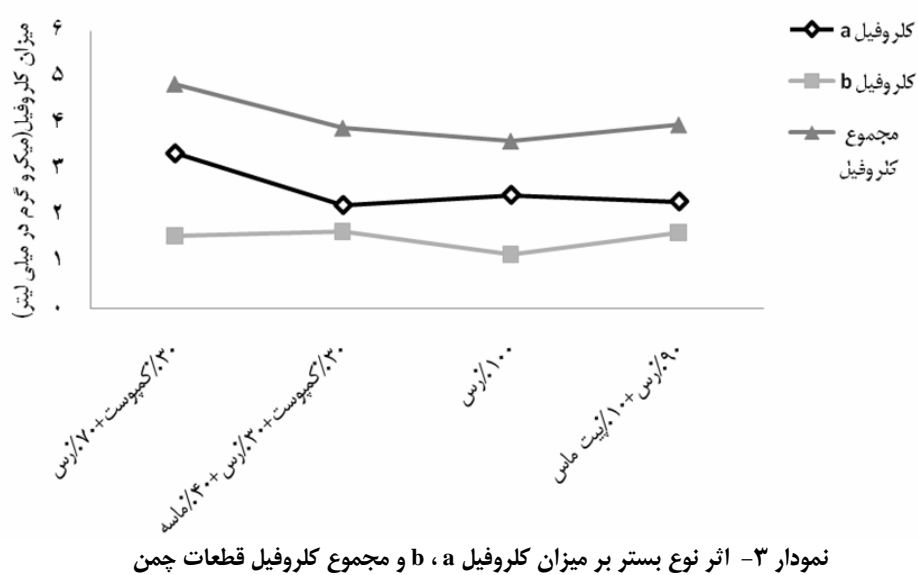 میزان کلروفیل(میکرو گرم در میلی لیتر)
۶
۵
۴
۳
۲
۱
۰
کلروفیل a
کلروفیل b
مجموع
کلروفیل
۳۰٪کمپوست+۷۰٪رس
۳۰٪کمپوست+۳۰٪رس+۴۰٪ماسه
۱۰۰٪رس
۹۰٪رس+۱۰٪پیت ماس
نمودار ۳- اثر نوع بستر بر میزان کلروفیل b ، a و مجموع کلروفیل قطعات چمن